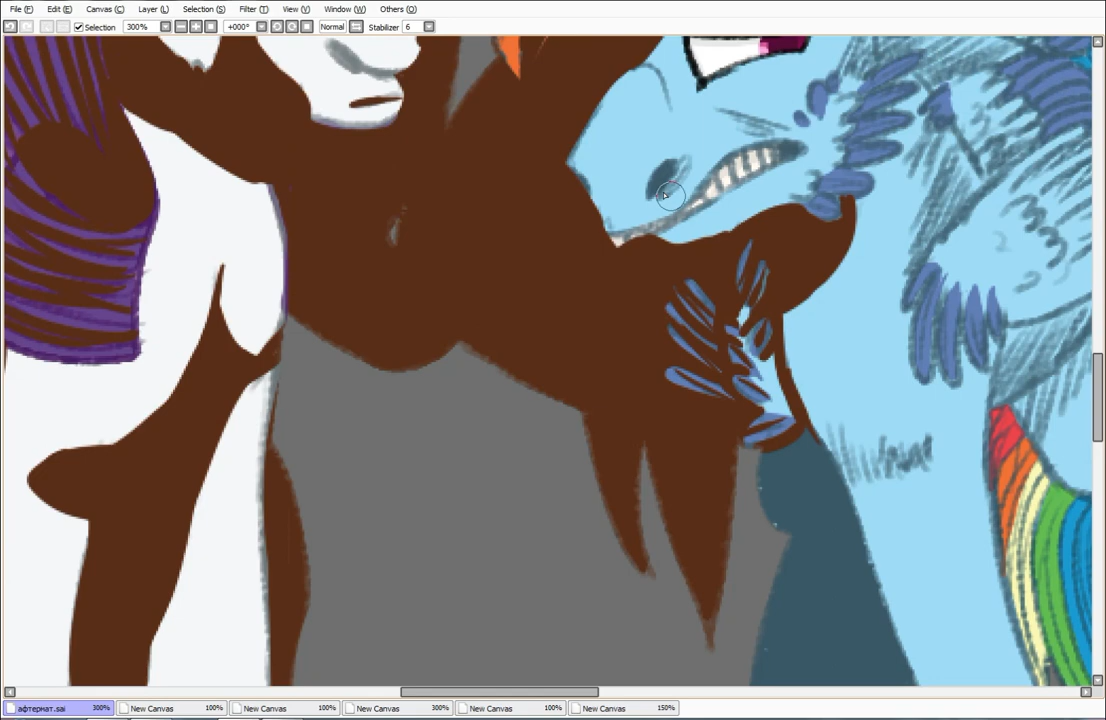 File (F) Edit (E) Canvas (C) Layer (L) Selection (S) Filter (T) View (V) Window (W) Others (O)
Selection 300% +000° Normal Stabilizer 6
афтермат.sai 300% New Canvas 100% New Canvas 100% New Canvas 300% New Canvas 100% New Canvas 150%